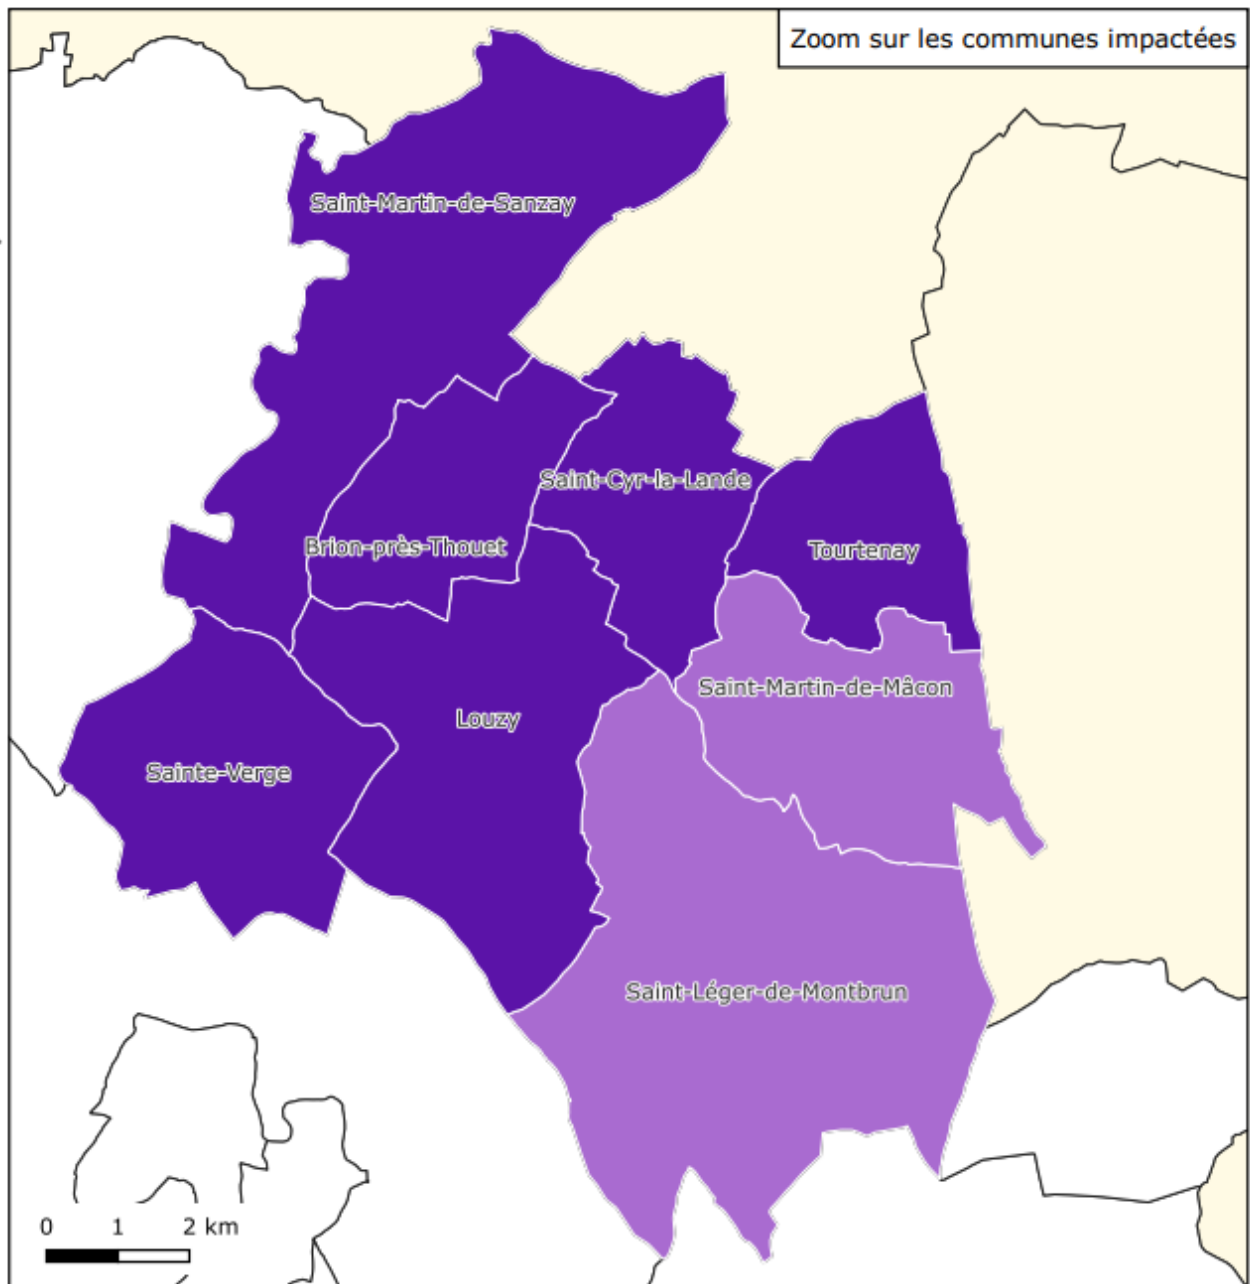 Zoom sur les communes impactées
Saint-Martin-de-Sanzay
Saint-Cyr-la-Lande
Brion-près-Thouet
Tourtenay
Saint-Martin-de-Mâcon
Louzy
Sainte-Verge
Saint-Léger-de-Montbrun
0 1 2 km